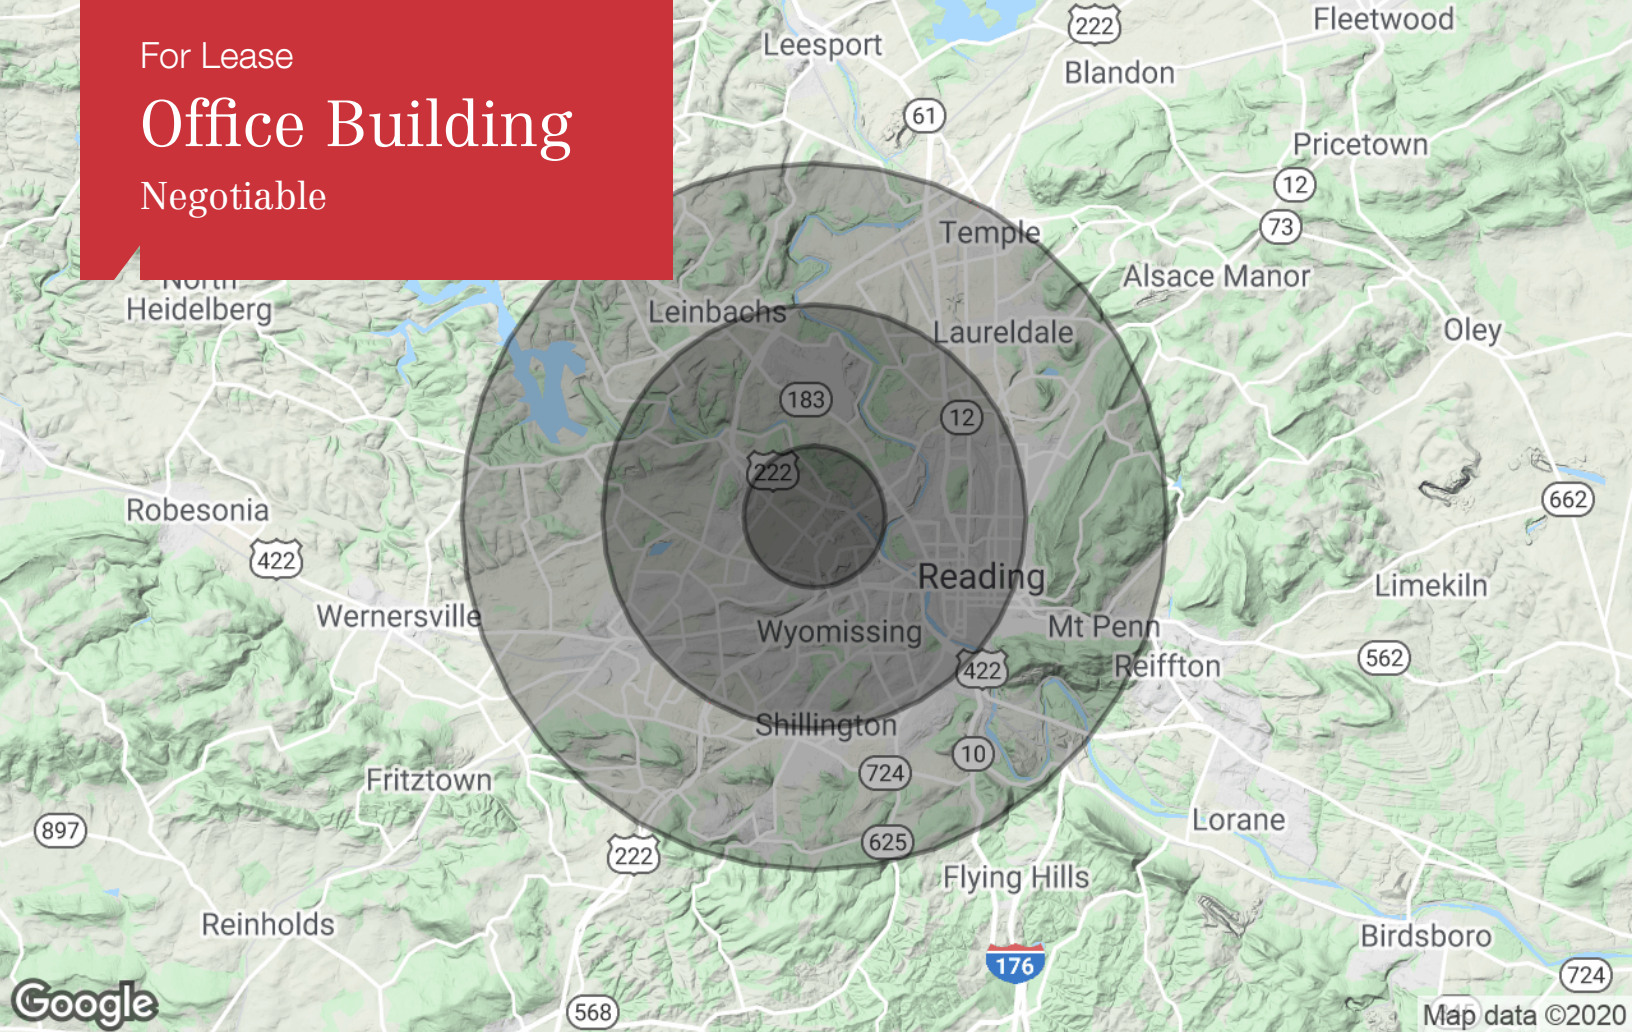 For Lease
Office Building
Negotiable
Leesport
222
Fleetwood
Blandon
61
Pricetown
12
73
Temple
Alsace Manor
North
Heidelberg
Leinbachs
Laureldale
Oley
183
12
222
Robesonia
662
422
Reading
Limekiln
Wernersville
Wyomissing
Mt Penn
562
422
Reiffton
Shillington
10
724
Fritztown
Lorane
897
625
222
Flying Hills
Reinholds
Birdsboro
176
724
Google
568
Map data ©2020